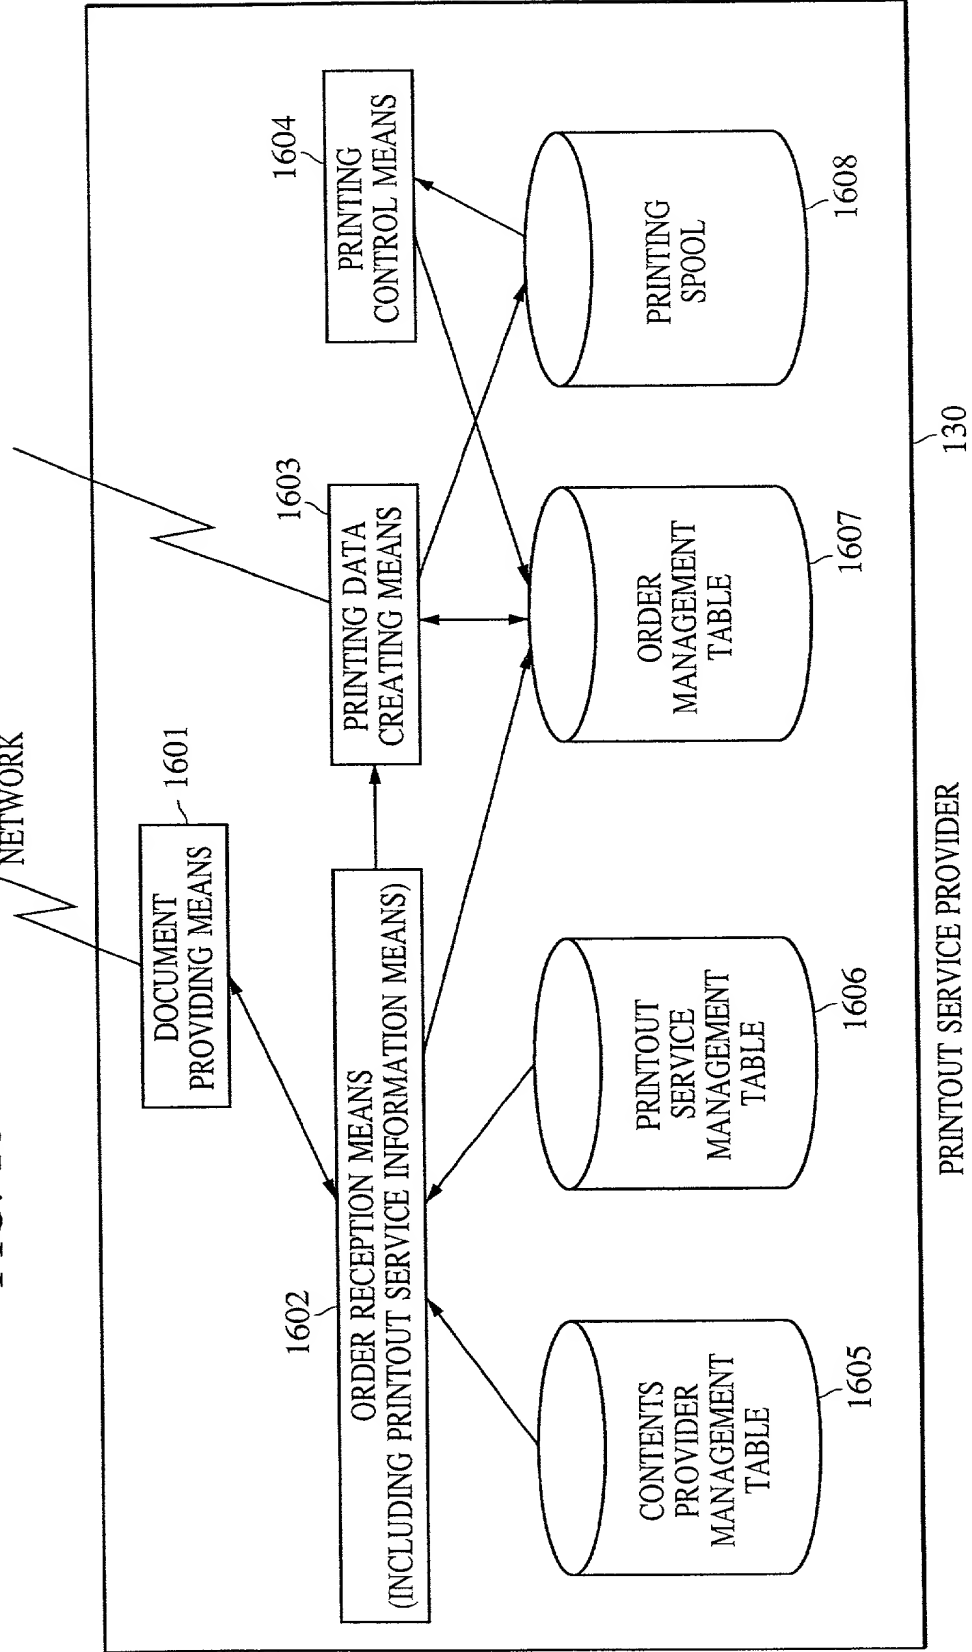 NETWORK
1601
DOCUMENT
PROVIDING MEANS
1602
ORDER RECEPTION MEANS
(INCLUDING PRINTOUT SERVICE INFORMATION MEANS)
1603
PRINTING DATA
CREATING MEANS
1604
PRINTING
CONTROL MEANS
CONTENTS
PROVIDER
MANAGEMENT
TABLE
1605
PRINTOUT
SERVICE
MANAGEMENT
TABLE
1606
ORDER
MANAGEMENT
TABLE
1607
PRINTING
SPOOL
1608
130
PRINTOUT SERVICE PROVIDER